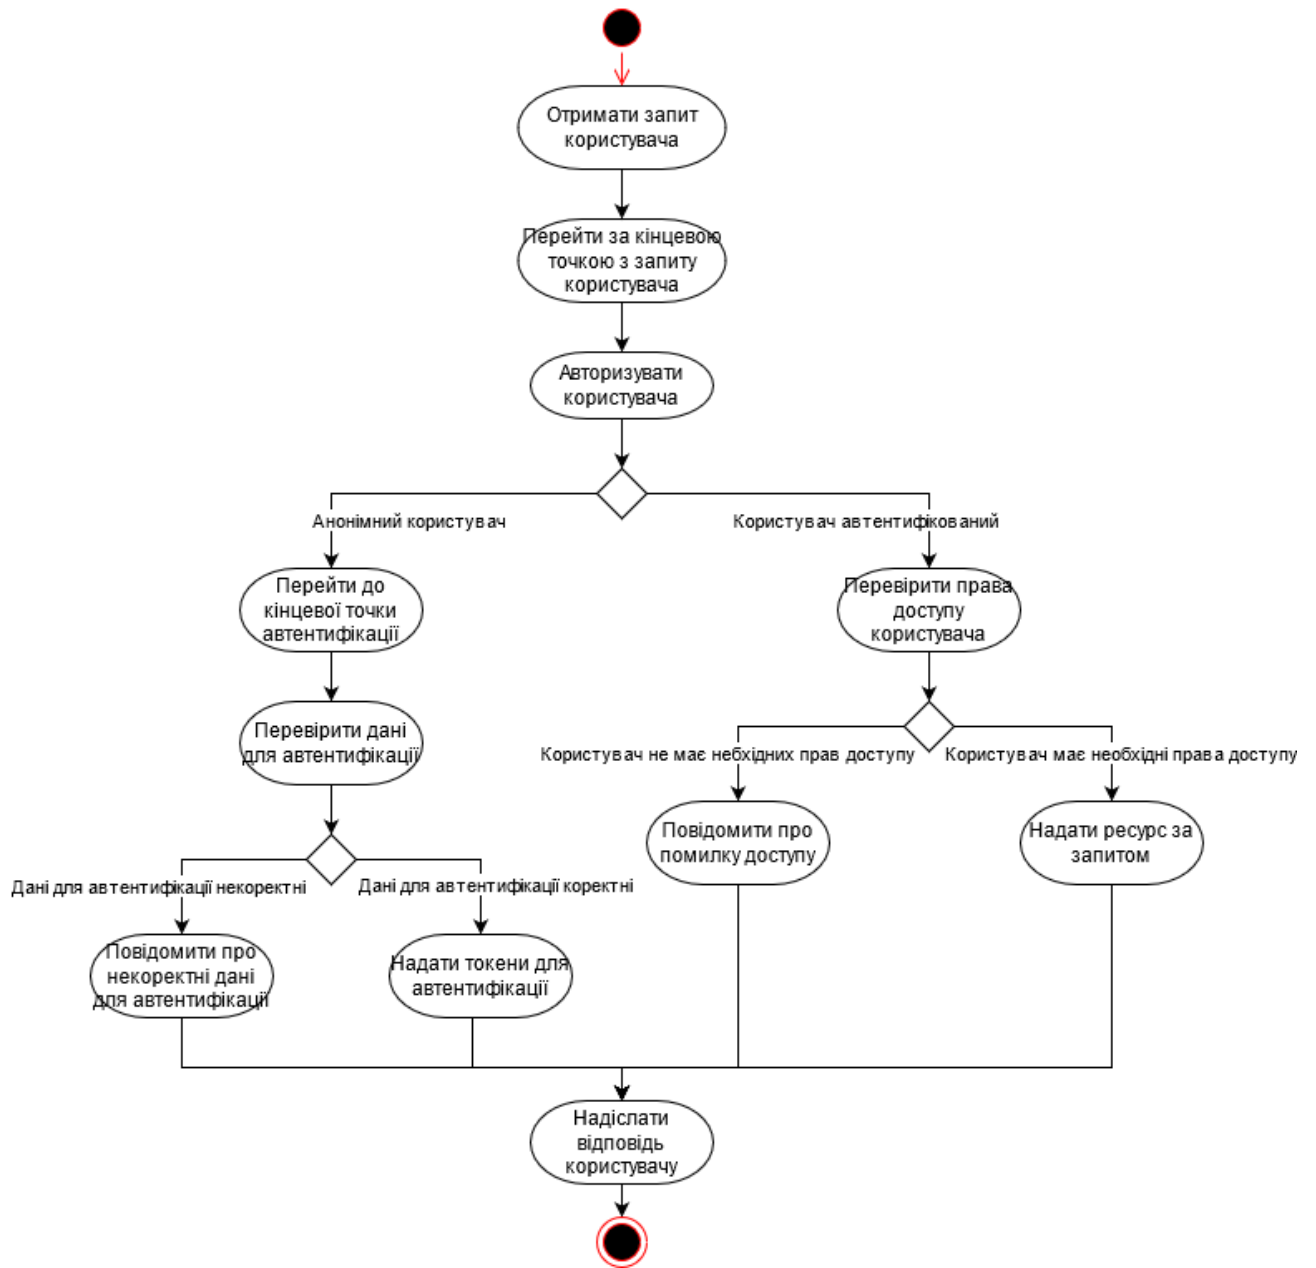 Отримати запит
користувача
Перейти за кінцевою
точкою з запиту
користувача
Авторизувати
користувача
Анонімний користувач
Користувач автентифікований
Перейти до
кінцевої точки
автентифікації
Перевірити права
доступу
користувача
Перевірити дані
для автентифікації
Користувач не має небхідних прав доступу
Користувач має необхідні права доступу
Повідомити про
помилку доступу
Надати ресурс за
запитом
Дані для автентифікації некоректні
Дані для автентифікації коректні
Повідомити про
некоректні дані
для автентифікації
Надати токени для
автентифікації
Надіслати
відповідь
користувачу